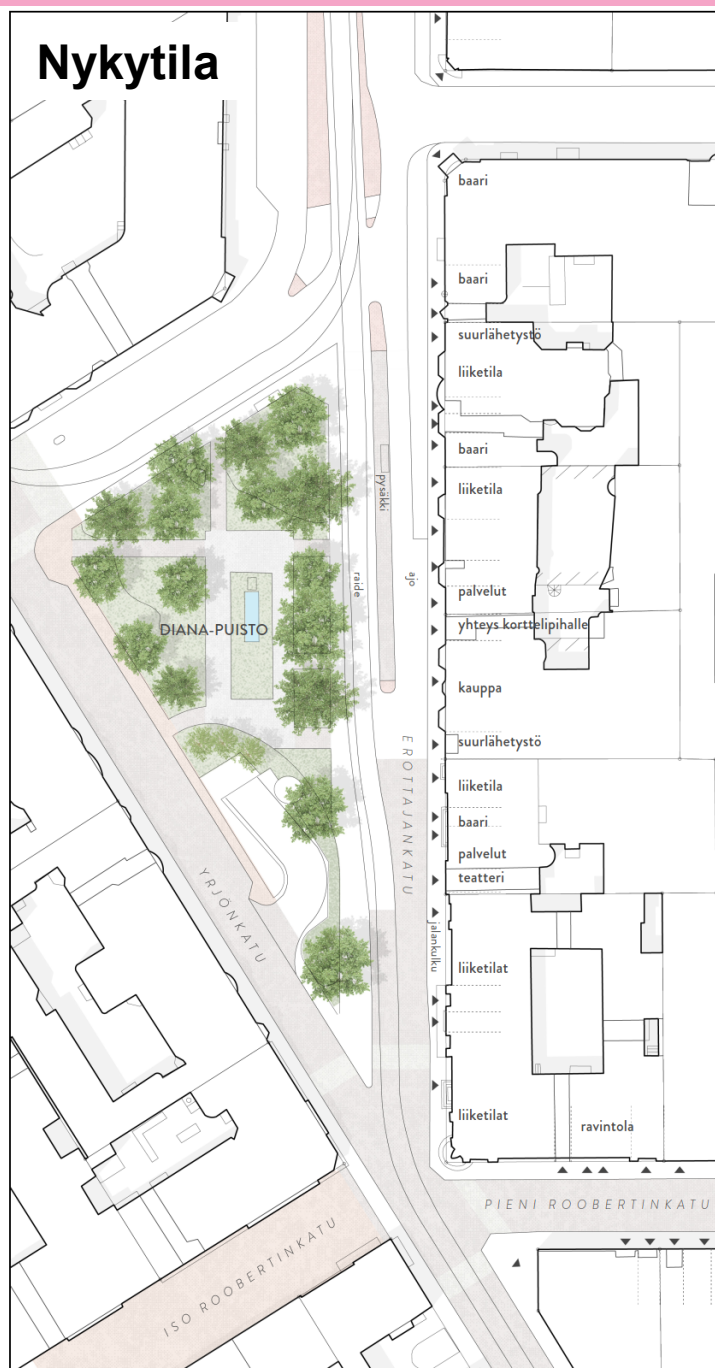 Nykytila
baari
baari
suurlähetystö
liiketila
baari
liiketila
pysäkki
raide
ajo
palvelut
yhteys korttelipihalle
DIANA-PUISTO
kauppa
suurlähetystö
EROTTAJANKATU
liiketila
baari
palvelut
teatteri
YRJÖNKATU
jalankulku
liiketilat
liiketilat
ravintola
PIENI ROOBERTINKATU
ISO ROOBERTINKATU